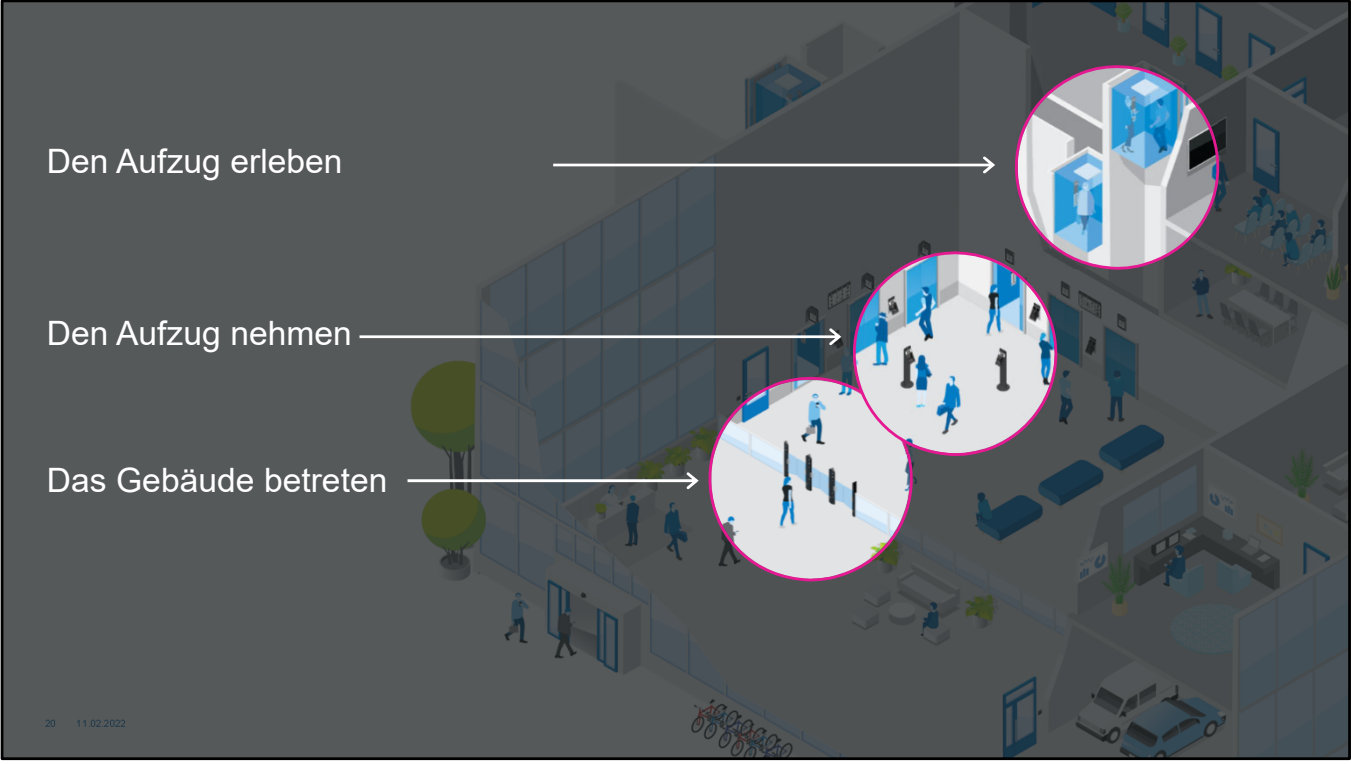 Den Aufzug erleben
Den Aufzug nehmen
Das Gebäude betreten
20 11.02.2022